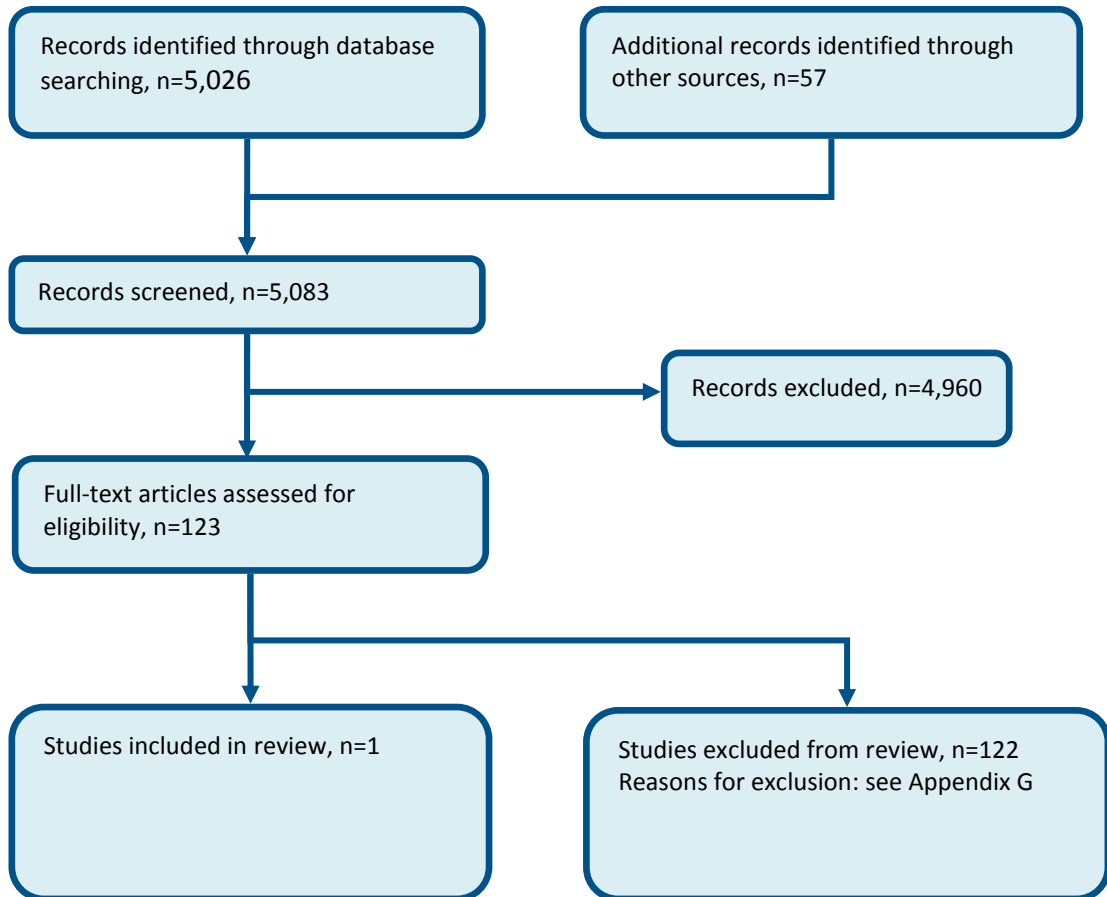 Records identified through database
searching, n=5,026
Additional records identified through
other sources, n=57
Records screened, n=5,083
Records excluded, n=4,960
Full-text articles assessed for
eligibility, n=123
Studies included in review, n=1
Studies excluded from review, n=122
Reasons for exclusion: see Appendix G